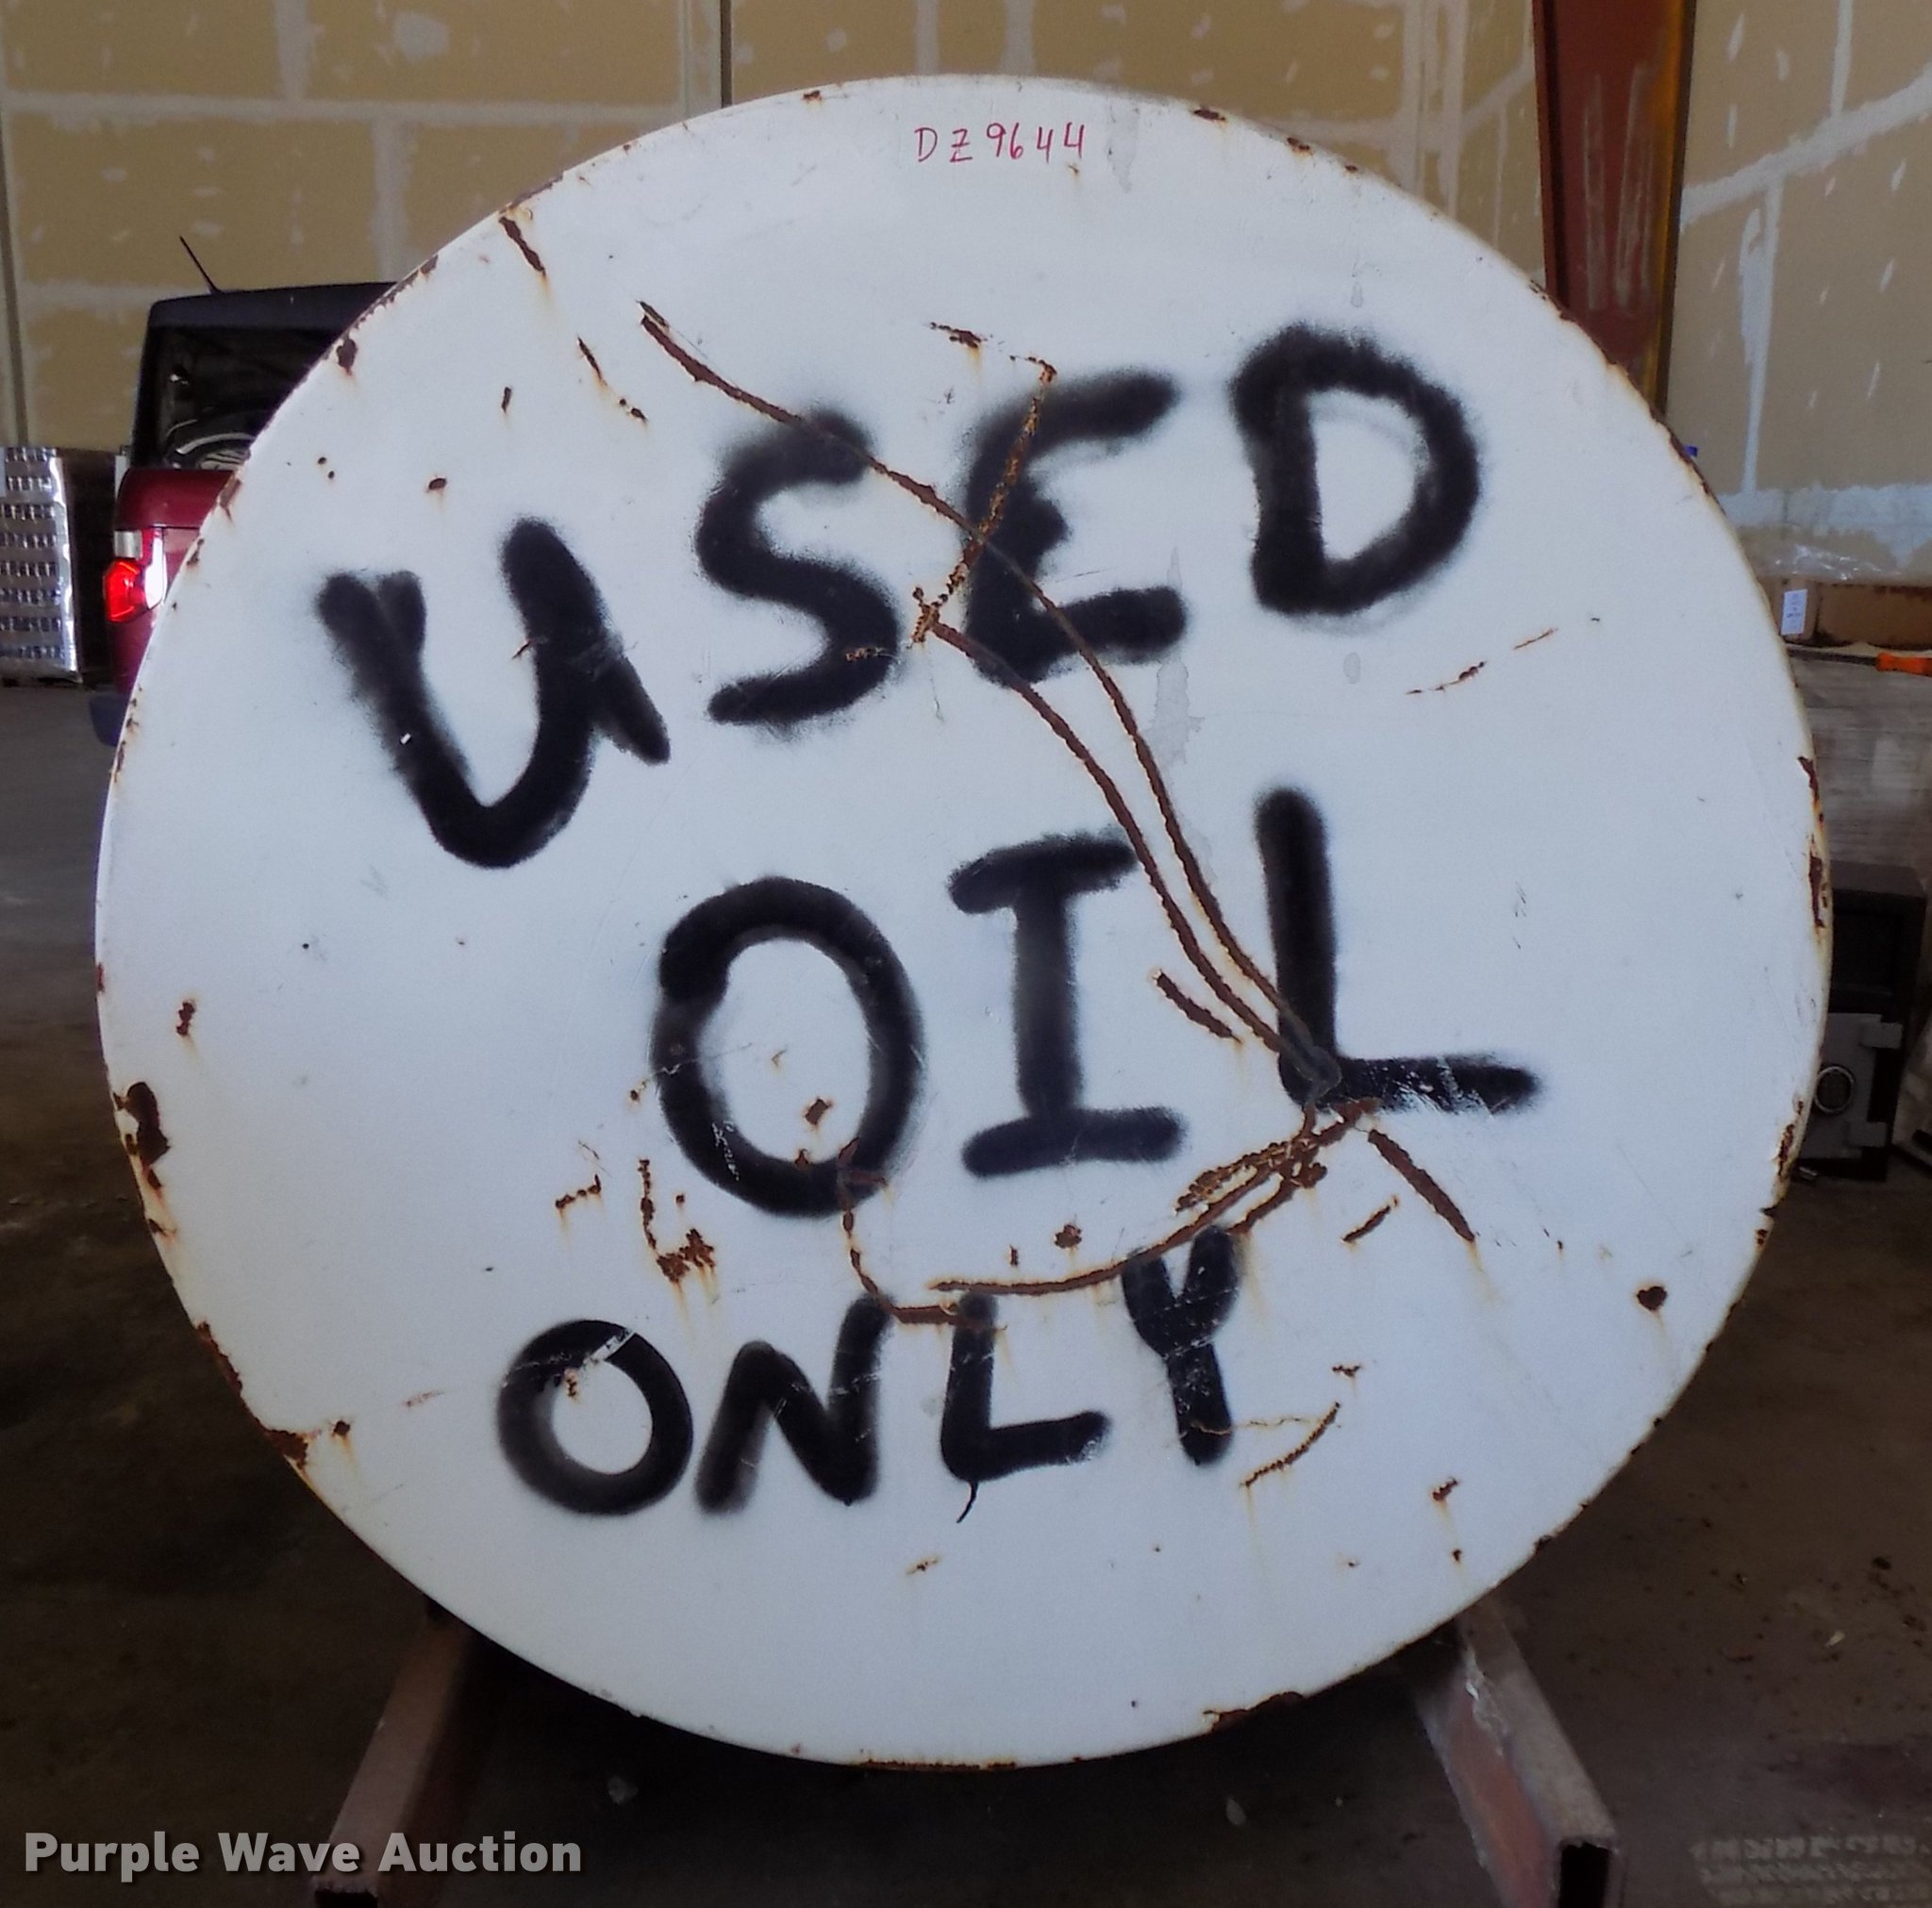 DZ9644
USED
OIL
ONLY
Purple Wave Auction